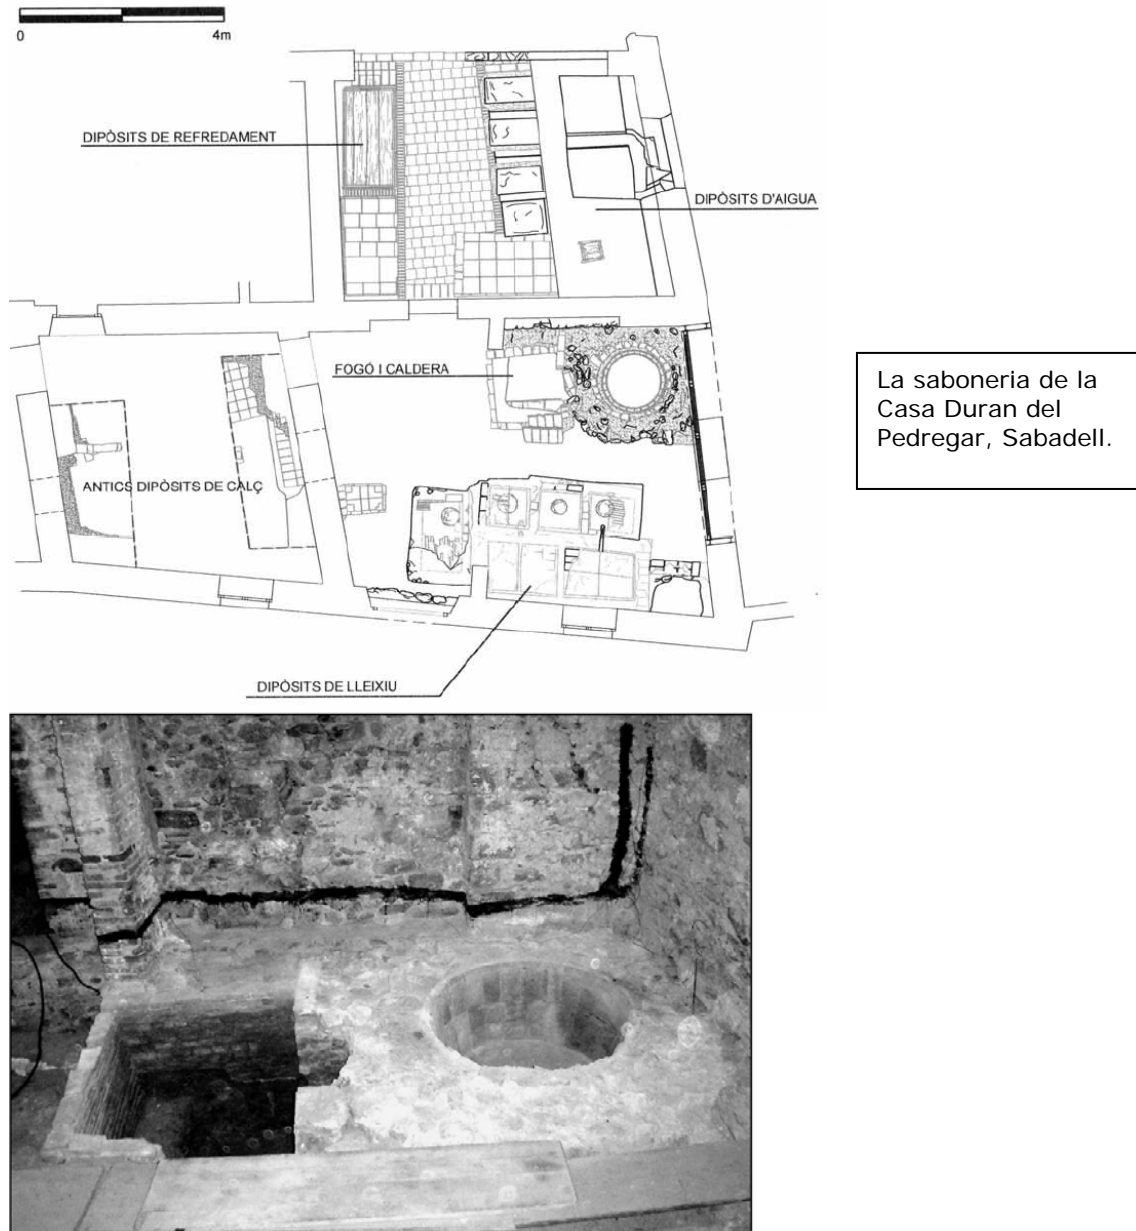 0 4m
DIPÒSITS DE REFREDAMENT
DIPÒSITS D'AIGUA
FOGÓ I CALDERA
ANTICS DIPÒSITS DE CALÇ
DIPÒSITS DE LLEIXIU
La saboneria de la
Casa Duran del
Pedregar, Sabadell.